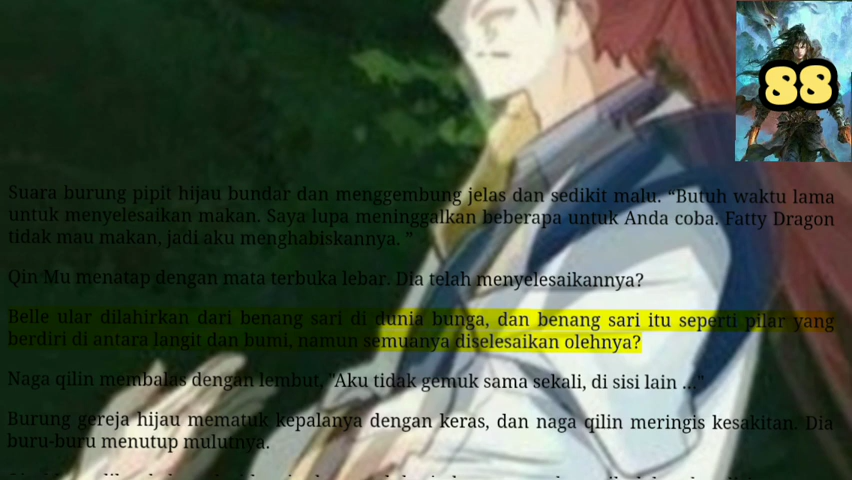 88
Suara burung pipit hijau bundar dan menggembung jelas dan sedikit malu. “Butuh waktu lama
untuk menyelesaikan makan. Saya lupa meninggalkan beberapa untuk Anda coba. Fatty Dragon
tidak mau makan, jadi aku menghabiskannya. ”
Qin Mu menatap dengan mata terbuka lebar. Dia telah menyelesaikannya?
Belle ular dilahirkan dari benang sari di dunia bunga, dan benang sari itu seperti pilar yang
berdiri di antara langit dan bumi, namun semuanya diselesaikan olehnya?
Naga qilin membalas dengan lembut, "Aku tidak gemuk sama sekali, di sisi lain ..."
Burung gereja hijau mematuk kepalanya dengan keras, dan naga qilin meringis kesakitan. Dia
buru-buru menutup mulutnya.